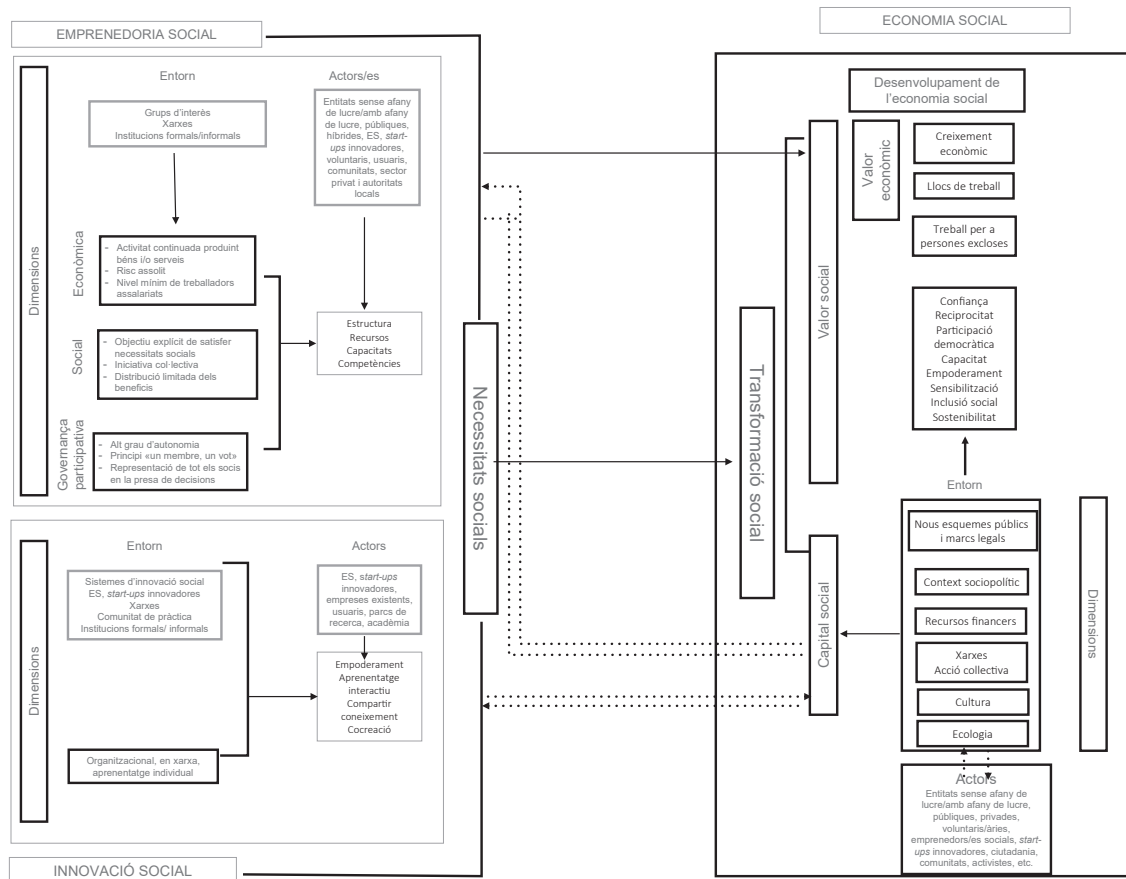 EMPRENEDORIA SOCIAL
Dimensions
Entorn
Grups d'interès
Xarxes
Institucions formals/informals
Actors/es
Entitats sense afany
de lucre/amb afany
de lucre, públiques,
híbrides, ES, start-
ups innovadores,
voluntaris, usuaris,
comunitats, sector
privat i autoritats
locals
Econòmica
- Activitat continuada produint
béns i/o serveis
- Risc assolit
- Nivel mínim de treballadors
assalariats
Social
- Objectiu explícit de satisfer
necessitats socials
- Iniciativa col·lectiva
- Distribució limitada dels
beneficis
Governança
participativa
- Alt grau d'autonomia
- Principi «un membre, un vot»
- Representació de tot els socis
en la presa de decisions
Estructura
Recursos
Capacitats
Competències
Dimensions
Entorn
Sistemes d'innovació social
ES, start-ups innovadores
Xarxes
Comunitat de pràctica
Institucions formals/ informals
Actors
ES, start-ups
innovadores,
empreses existents,
usuaris, parcs de
recerca, acadèmia
Empoderament
Aprenentatge
interactiu
Compartir
coneixement
Cocreació
Organitzacional, en xarxa,
aprenentatge individual
INNOVACIÓ SOCIAL
Necessitats socials
ECONOMIA SOCIAL
Transformació social
Desenvolupament de
l'economia social
Valor social
Valor
econòmic
Creixement
econòmic
Llocs de treball
Treball per a
persones excloses
Confiança
Reciprocitat
Participació
democràtica
Capacitat
Empoderament
Sensibilització
Inclusió social
Sostenibilitat
Entorn
Capital social
Nous esquemes públics
i marcs legals
Context sociopolític
Recursos financers
Xarxes
Acció collectiva
Cultura
Ecologia
Dimensions
Actors
Entitats sense afany de
lucre/amb afany de lucre,
públiques, privades,
voluntaris/àries,
emprenedors/es socials, start-
ups innovadores, ciutadania,
comunitats, activistes, etc.